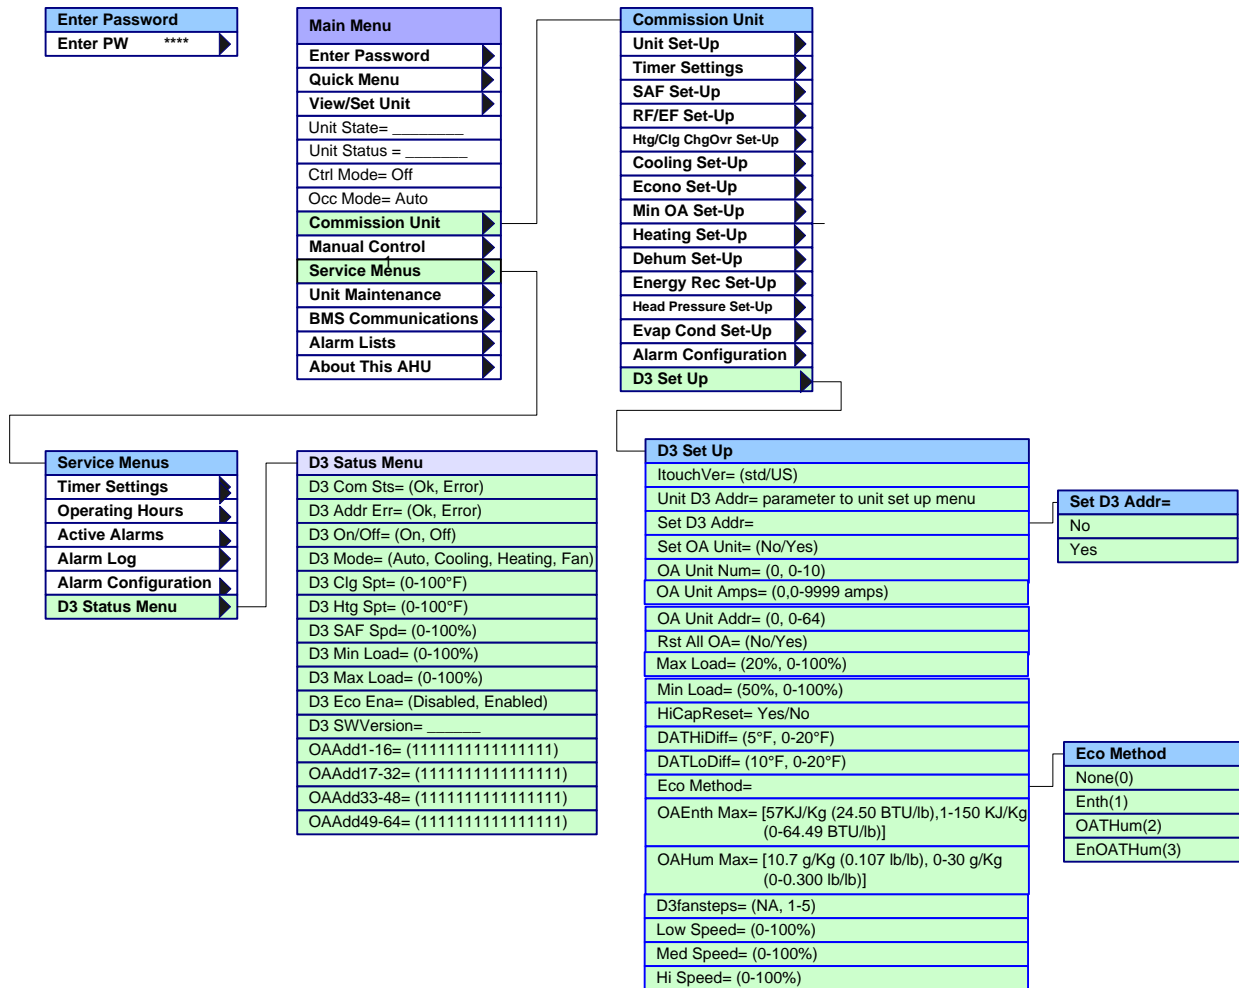 Enter Password
Enter PW ****
Main Menu
Enter Password
Quick Menu
View/Set Unit
Unit State= ________
Unit Status = _______
Ctrl Mode= Off
Occ Mode= Auto
Commission Unit
Manual Control
1
Service Menus
Unit Maintenance
BMS Communications
Alarm Lists
About This AHU
Commission Unit
Unit Set-Up
Timer Settings
SAF Set-Up
RF/EF Set-Up
Htg/Clg ChgOvr Set-Up
Cooling Set-Up
Econo Set-Up
Min OA Set-Up
Heating Set-Up
Dehum Set-Up
Energy Rec Set-Up
Head Pressure Set-Up
Evap Cond Set-Up
Alarm Configuration
D3 Set Up
Service Menus
Timer Settings
Operating Hours
Active Alarms
Alarm Log
Alarm Configuration
D3 Status Menu
D3 Satus Menu
D3 Com Sts= (Ok, Error)
D3 Addr Err= (Ok, Error)
D3 On/Off= (On, Off)
D3 Mode= (Auto, Cooling, Heating, Fan)
D3 Clg Spt= (0-100°F)
D3 Htg Spt= (0-100°F)
D3 SAF Spd= (0-100%)
D3 Min Load= (0-100%)
D3 Max Load= (0-100%)
D3 Eco Ena= (Disabled, Enabled)
D3 SWVersion= ______
OAAdd1-16= (1111111111111111)
OAAdd17-32= (1111111111111111)
OAAdd33-48= (1111111111111111)
OAAdd49-64= (1111111111111111)
D3 Set Up
ItouchVer= (std/US)
Unit D3 Addr= parameter to unit set up menu
Set D3 Addr=
Set OA Unit= (No/Yes)
OA Unit Num= (0, 0-10)
OA Unit Amps= (0,0-9999 amps)
OA Unit Addr= (0, 0-64)
Rst All OA= (No/Yes)
Max Load= (20%, 0-100%)
Min Load= (50%, 0-100%)
HiCapReset= Yes/No
DATHiDiff= (5°F, 0-20°F)
DATLoDiff= (10°F, 0-20°F)
Eco Method=
OAEnth Max= [57KJ/Kg (24.50 BTU/lb),1-150 KJ/Kg
(0-64.49 BTU/lb)]
OAHum Max= [10.7 g/Kg (0.107 lb/lb), 0-30 g/Kg
(0-0.300 lb/lb)]
D3fansteps= (NA, 1-5)
Low Speed= (0-100%)
Med Speed= (0-100%)
Hi Speed= (0-100%)
Set D3 Addr=
No
Yes
Eco Method
None(0)
Enth(1)
OATHum(2)
EnOATHum(3)